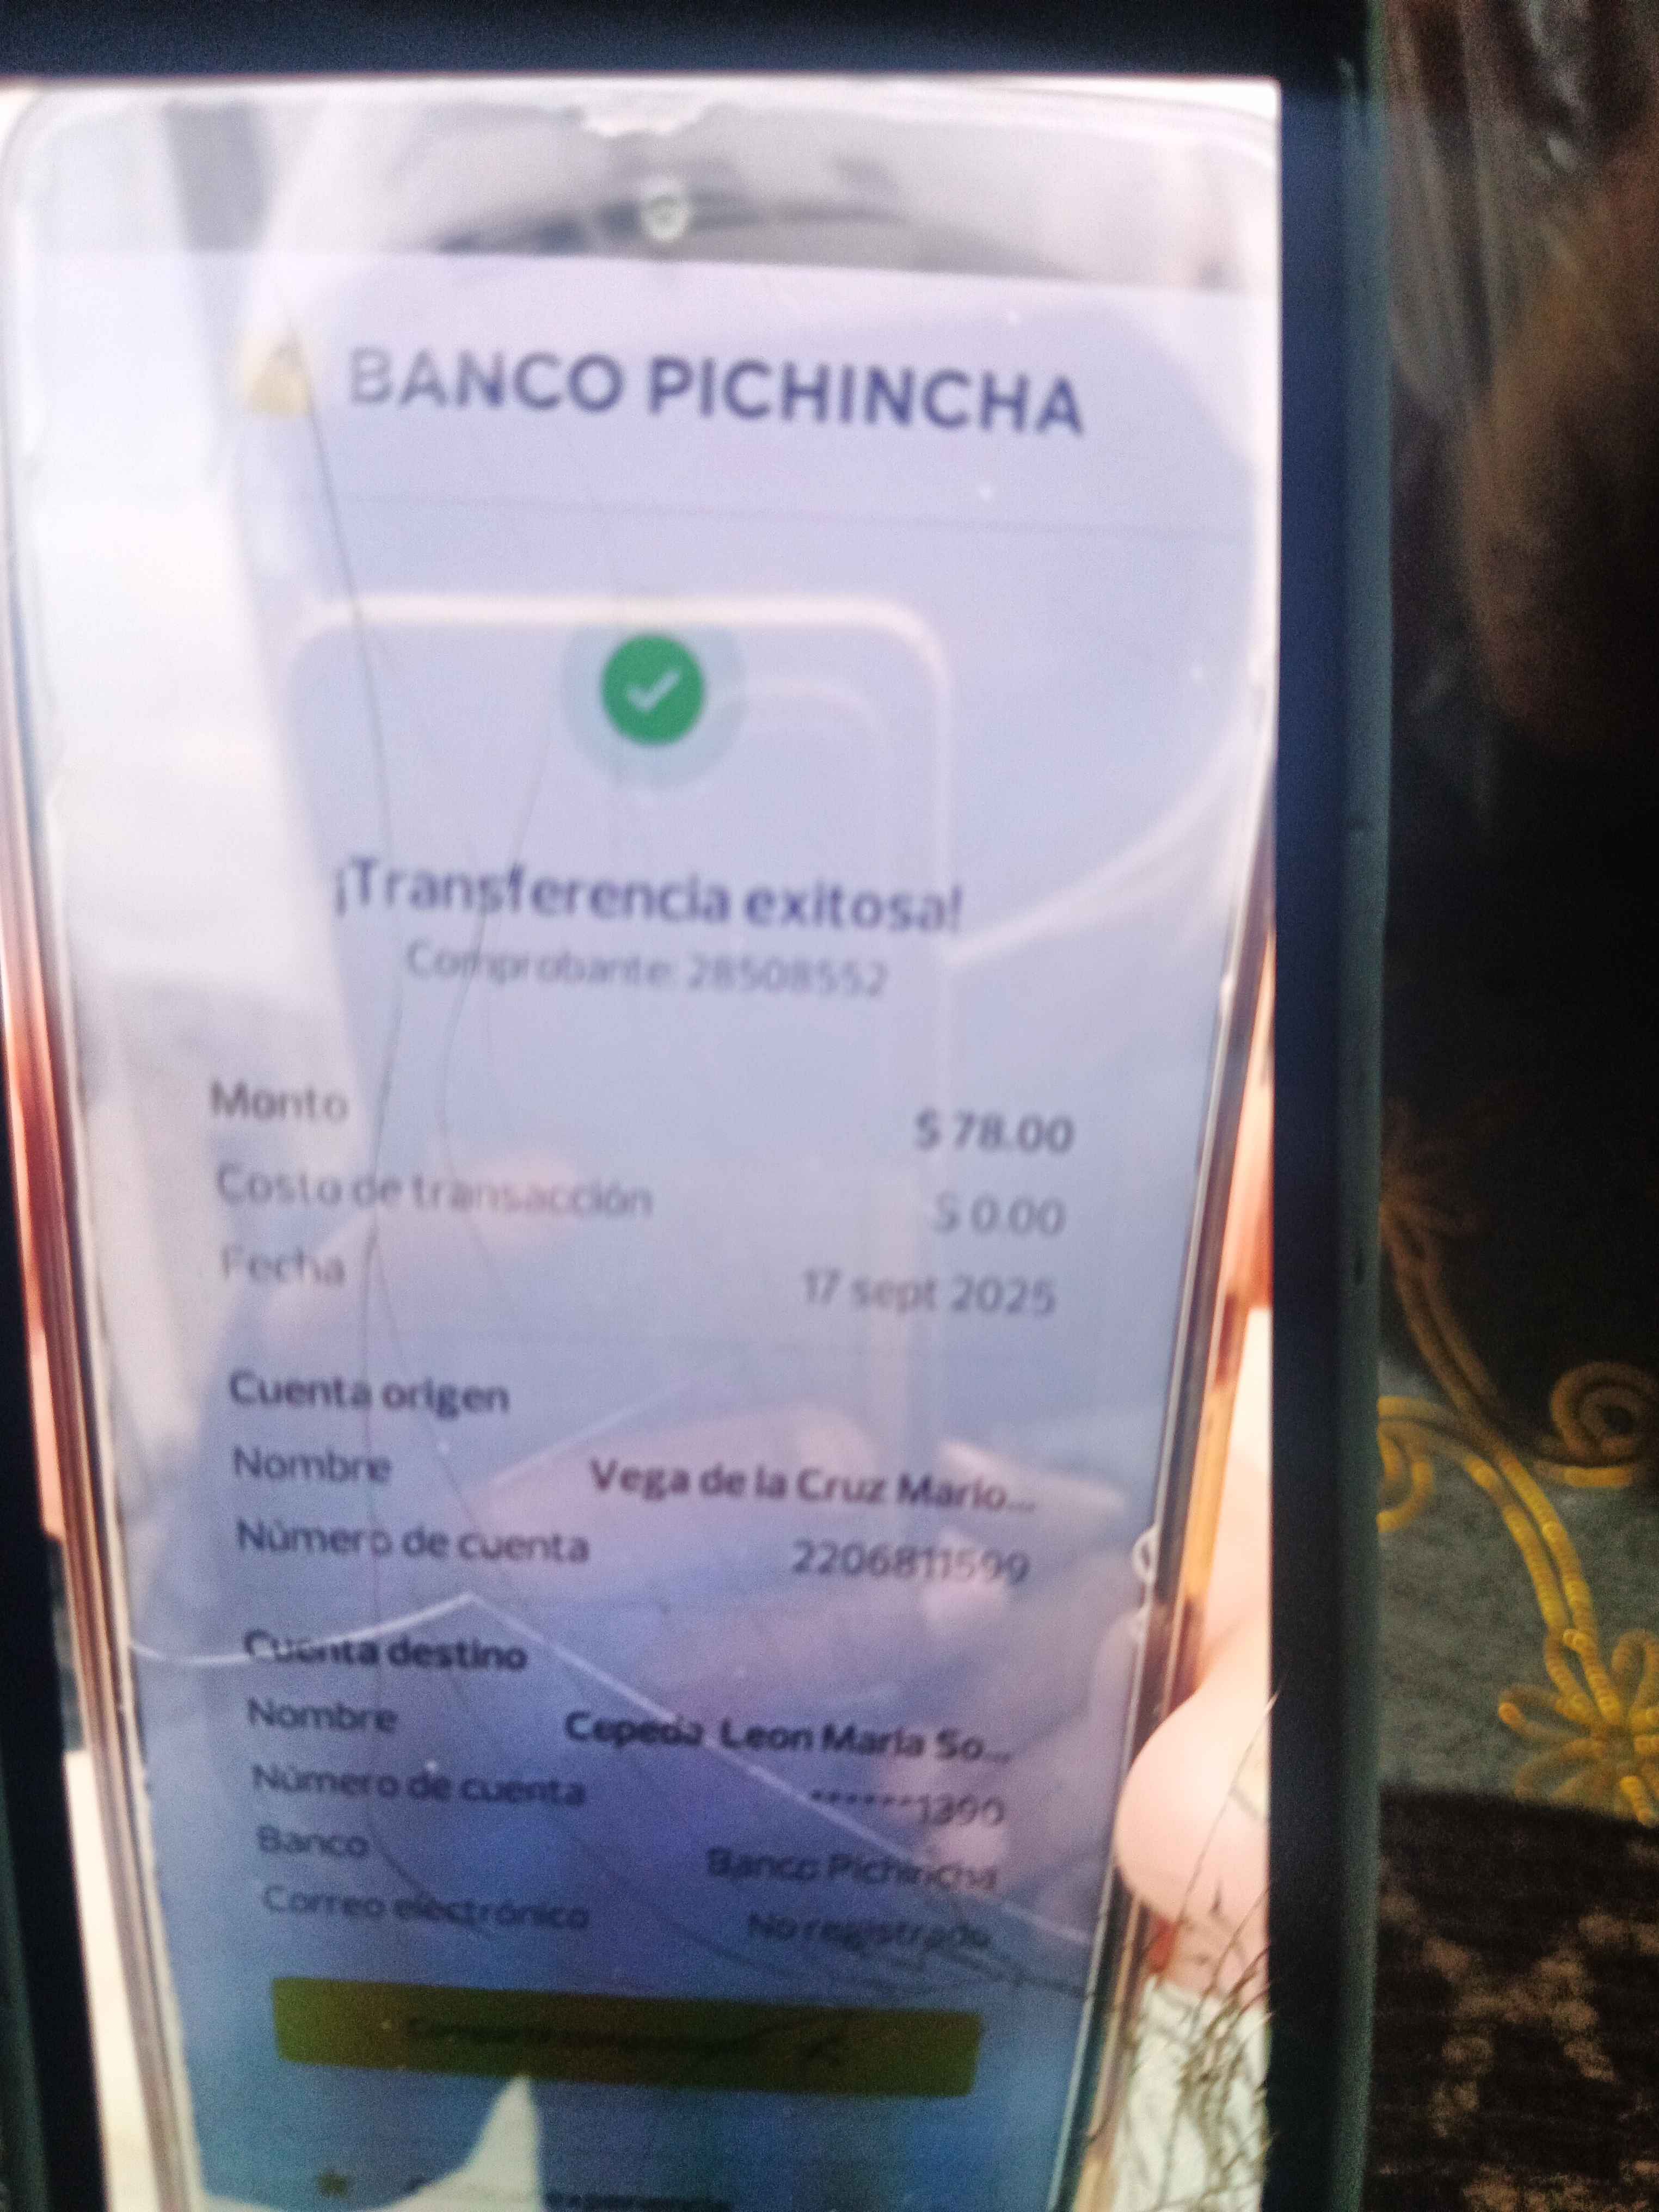 BANCO PICHINCHA
¡Transferencia exitosa!
Comprobante: 28508552
Monto $ 78.00
Costo de transacción $ 0.00
Fecha 17 sept 2025
Cuenta origen
Nombre Vega de la Cruz Mario...
Número de cuenta 2206811599
Cuenta destino
Nombre Cepeda Leon Maria So...
Número de cuenta ******1390
Banco Banco Pichincha
Correo electrónico No registrado